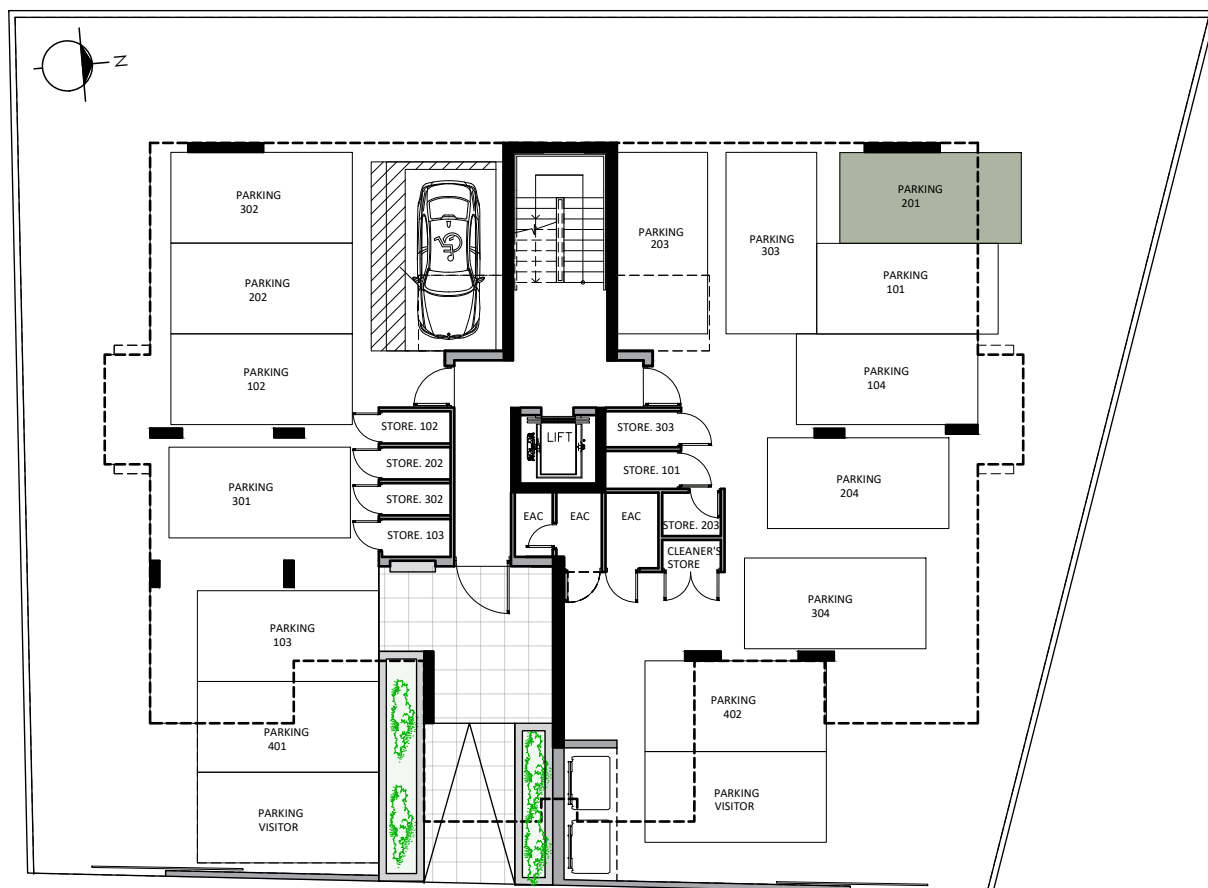 N
PARKING
302
PARKING
203
PARKING
303
PARKING
201
PARKING
202
PARKING
101
PARKING
102
PARKING
104
STORE. 102
LIFT
STORE. 303
STORE. 202
STORE. 101
PARKING
301
STORE. 302
PARKING
204
STORE. 103
EAC
EAC
EAC
STORE. 203
CLEANER'S
STORE
PARKING
304
PARKING
103
PARKING
402
PARKING
401
PARKING
VISITOR
PARKING
VISITOR